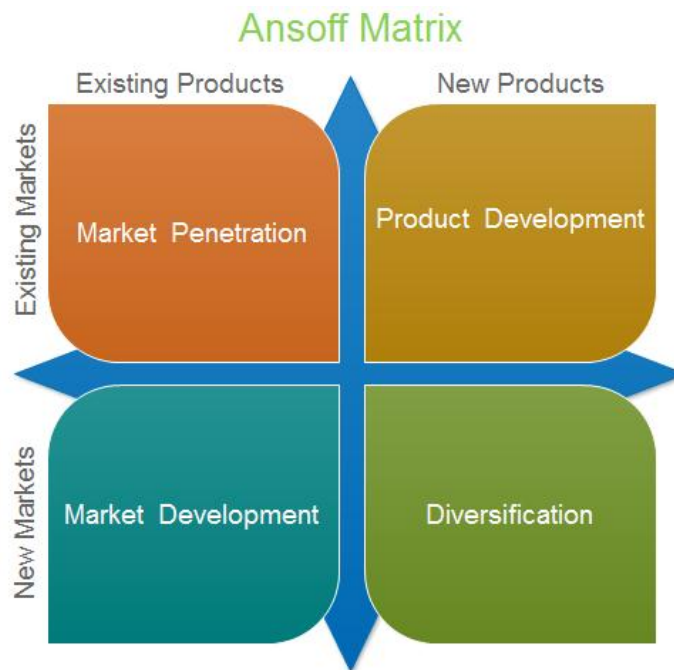 Ansoff Matrix
Existing Products
New Products
Existing Markets
Market Penetration
Product Development
New Markets
Market Development
Diversification